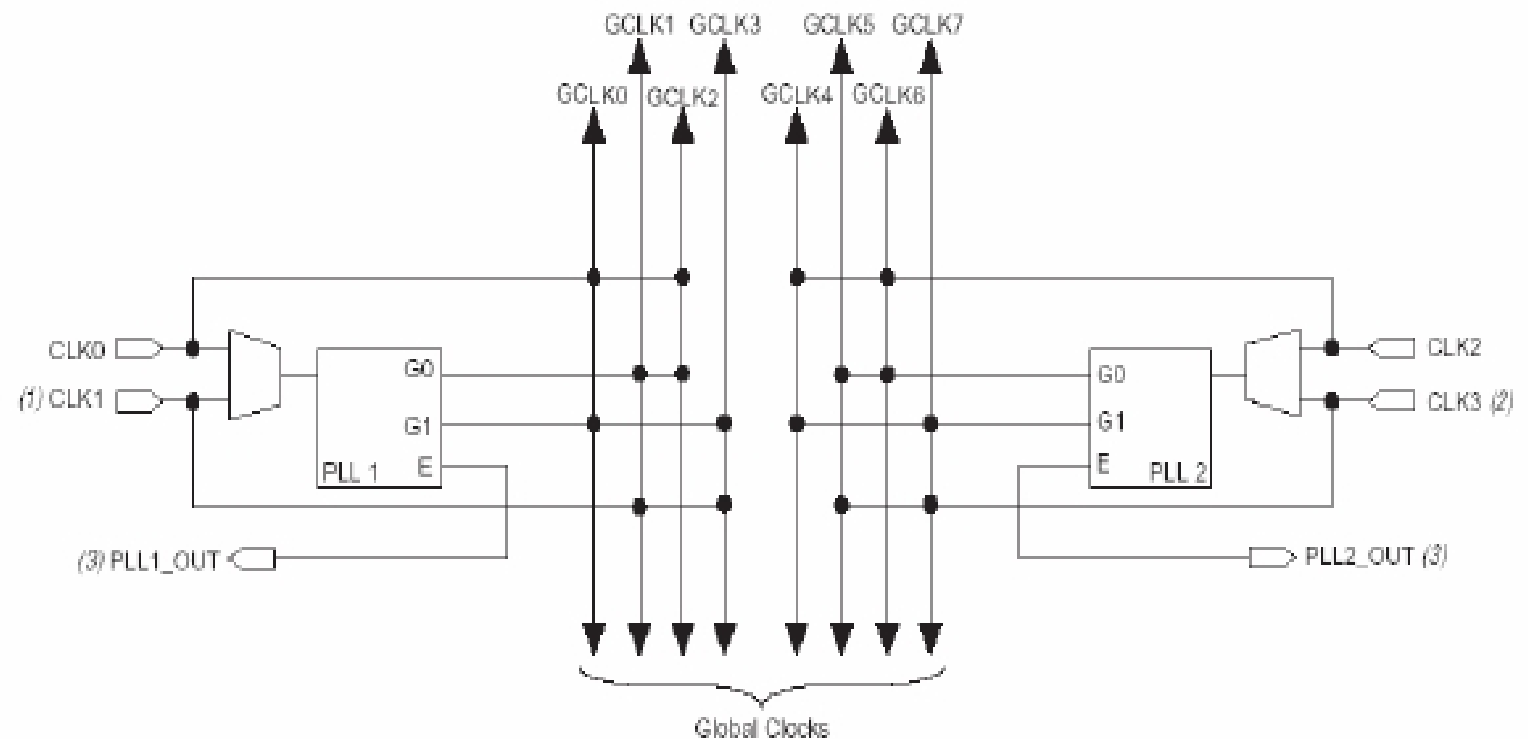 GCLK1 GCLK3 GCLK5 GCLK7
GCLK0 GCLK2 GCLK4 GCLK6
CLK0
(1) CLK1
G0
G1
PLL 1 E
(3) PLL1_OUT
G0
G1
E
PLL 2
CLK2
CLK3 (2)
PLL2_OUT (3)
Global Clocks